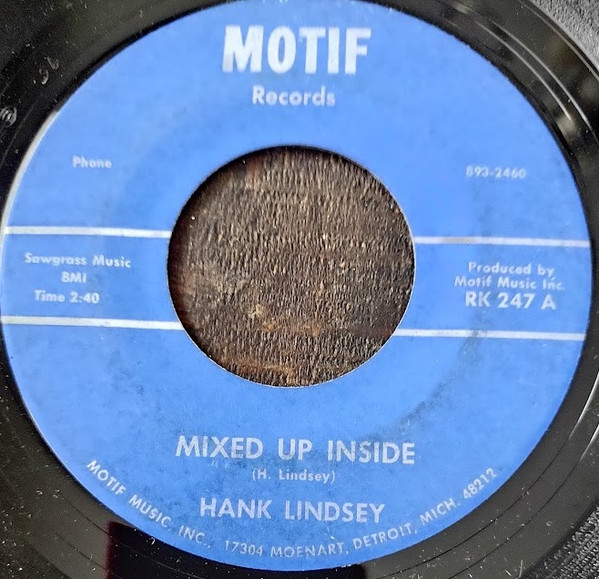 MOTIF
Records
Phone
893-2460
Sawgrass Music
BMI
Time 2:40
Produced by
Motif Music Inc.
RK 247 A
MIXED UP INSIDE
(H. Lindsey)
HANK LINDSEY
MOTIF MUSIC, INC., 17304 MOENART, DETROIT, MICH. 48212